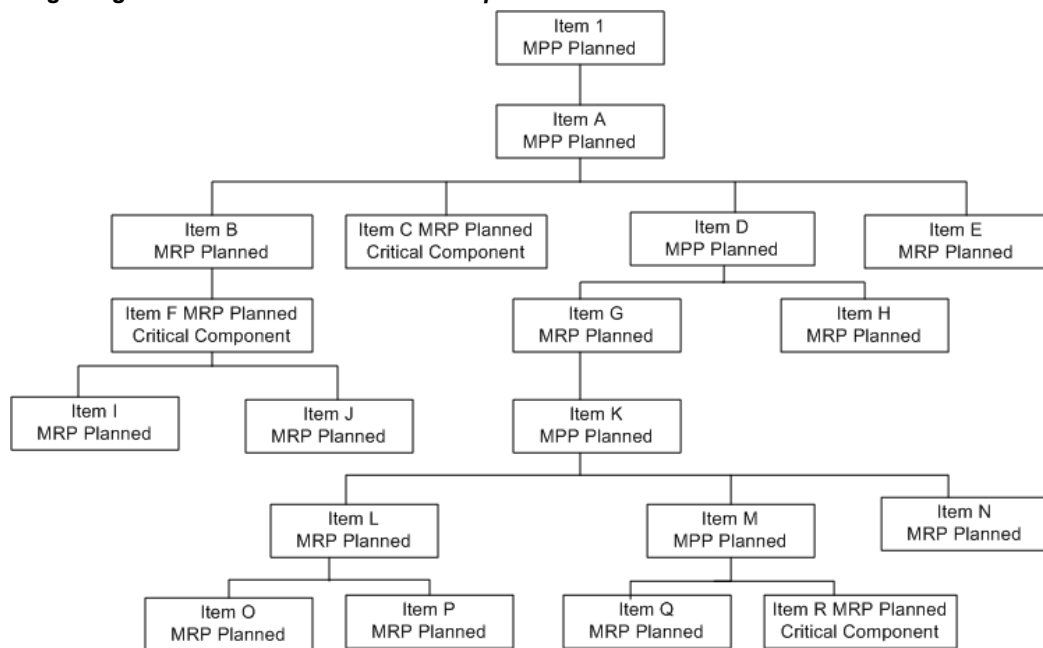 Item 1
MPP Planned
Item A
MPP Planned
Item B
MRP Planned
Item C MRP Planned
Critical Component
Item D
MPP Planned
Item E
MRP Planned
Item F MRP Planned
Critical Component
Item G
MRP Planned
Item H
MRP Planned
Item I
MRP Planned
Item J
MRP Planned
Item K
MPP Planned
Item L
MRP Planned
Item M
MPP Planned
Item N
MRP Planned
Item O
MRP Planned
Item P
MRP Planned
Item Q
MRP Planned
Item R MRP Planned
Critical Component